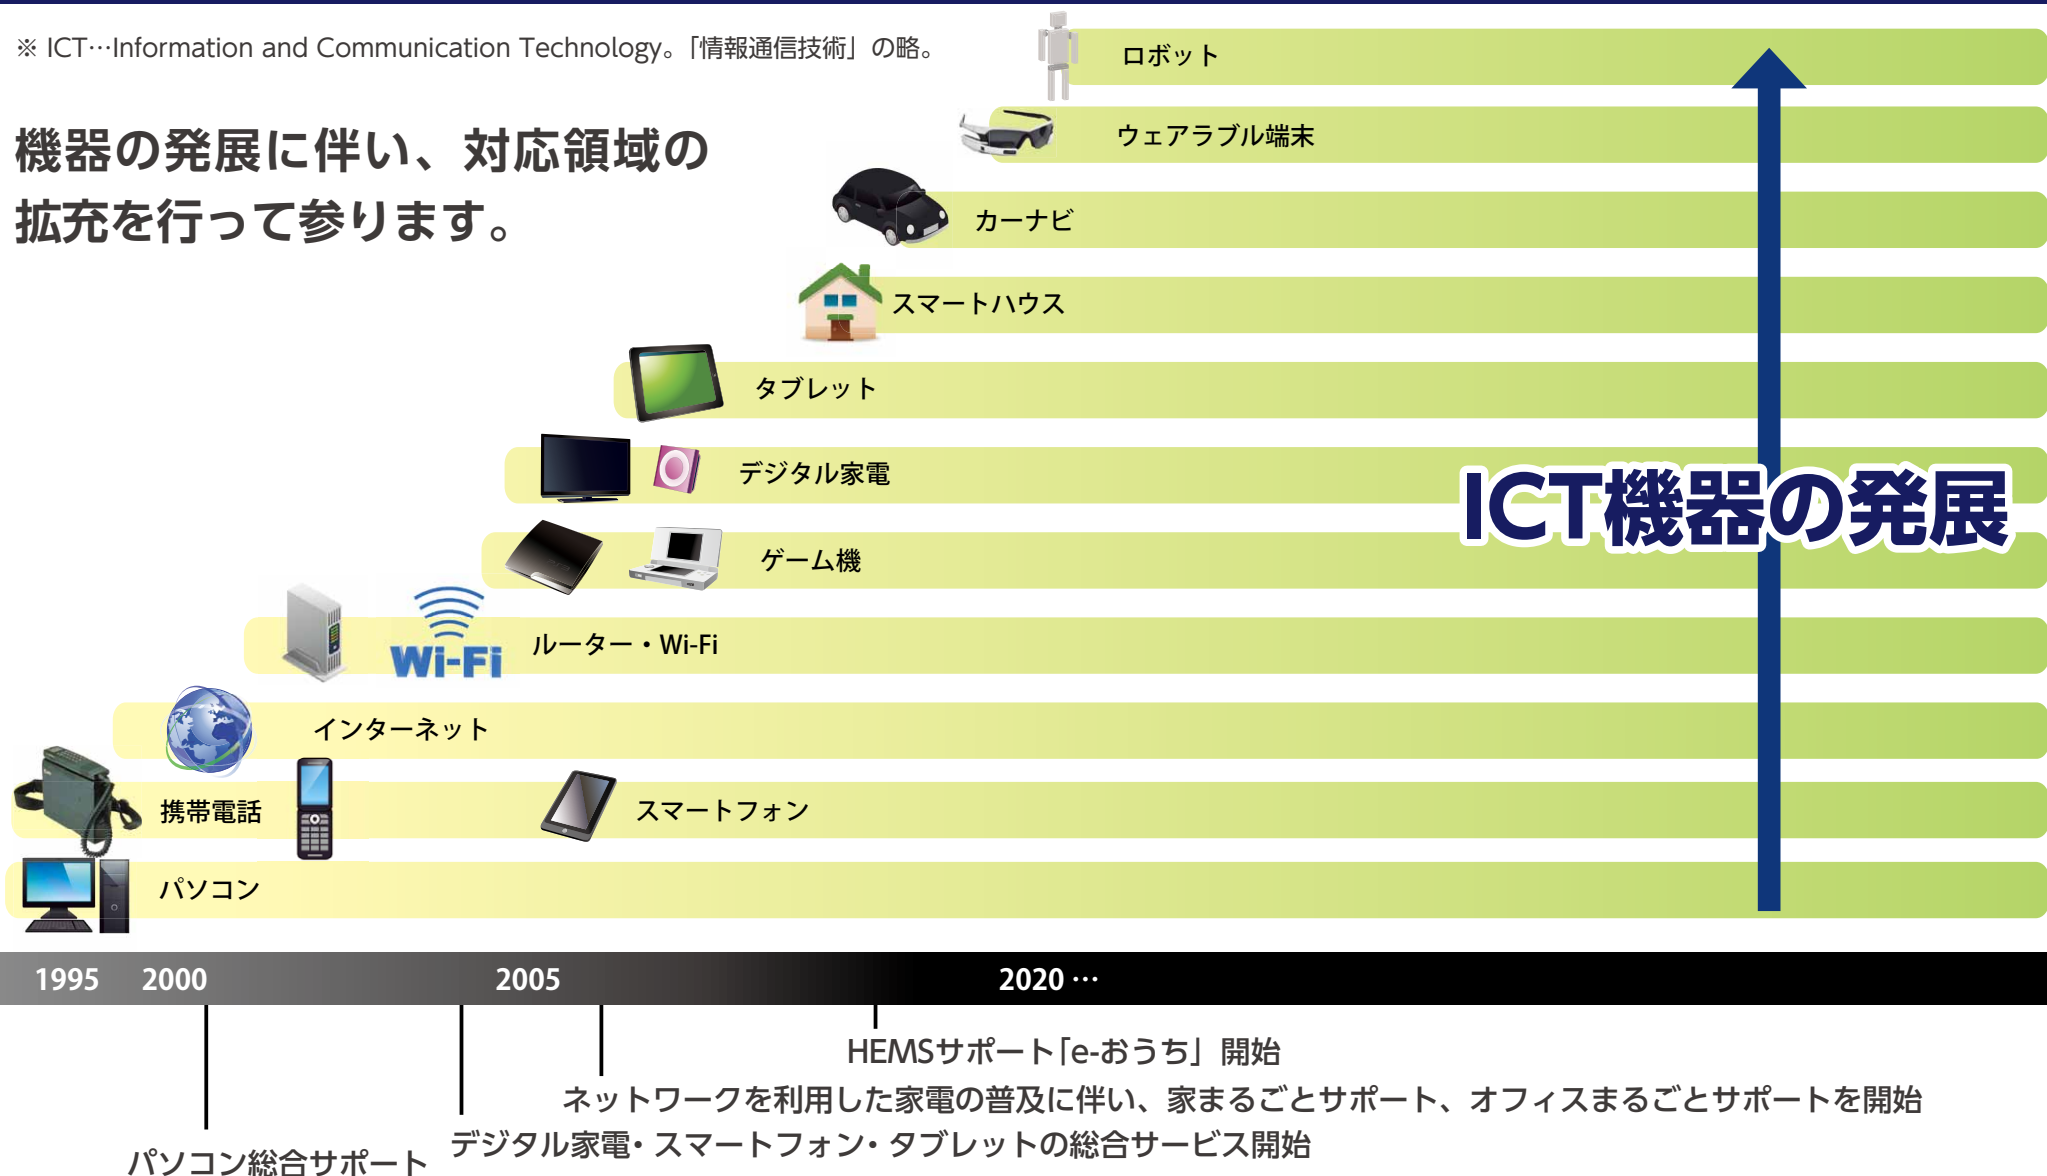 ※ ICT…Information and Communication Technology。「情報通信技術」の略。
機器の発展に伴い、対応領域の
拡充を行って参ります。
ロボット
ウェアラブル端末
カーナビ
スマートハウス
タブレット
デジタル家電
ICT機器の発展
ゲーム機
Wi-Fi
ルーター・Wi-Fi
インターネット
携帯電話
スマートフォン
パソコン
1995 2000 2005 2020 …
HEMSサポート「e-おうち」開始
ネットワークを利用した家電の普及に伴い、家まるごとサポート、オフィスまるごとサポートを開始
デジタル家電・スマートフォン・タブレットの総合サービス開始
パソコン総合サポート